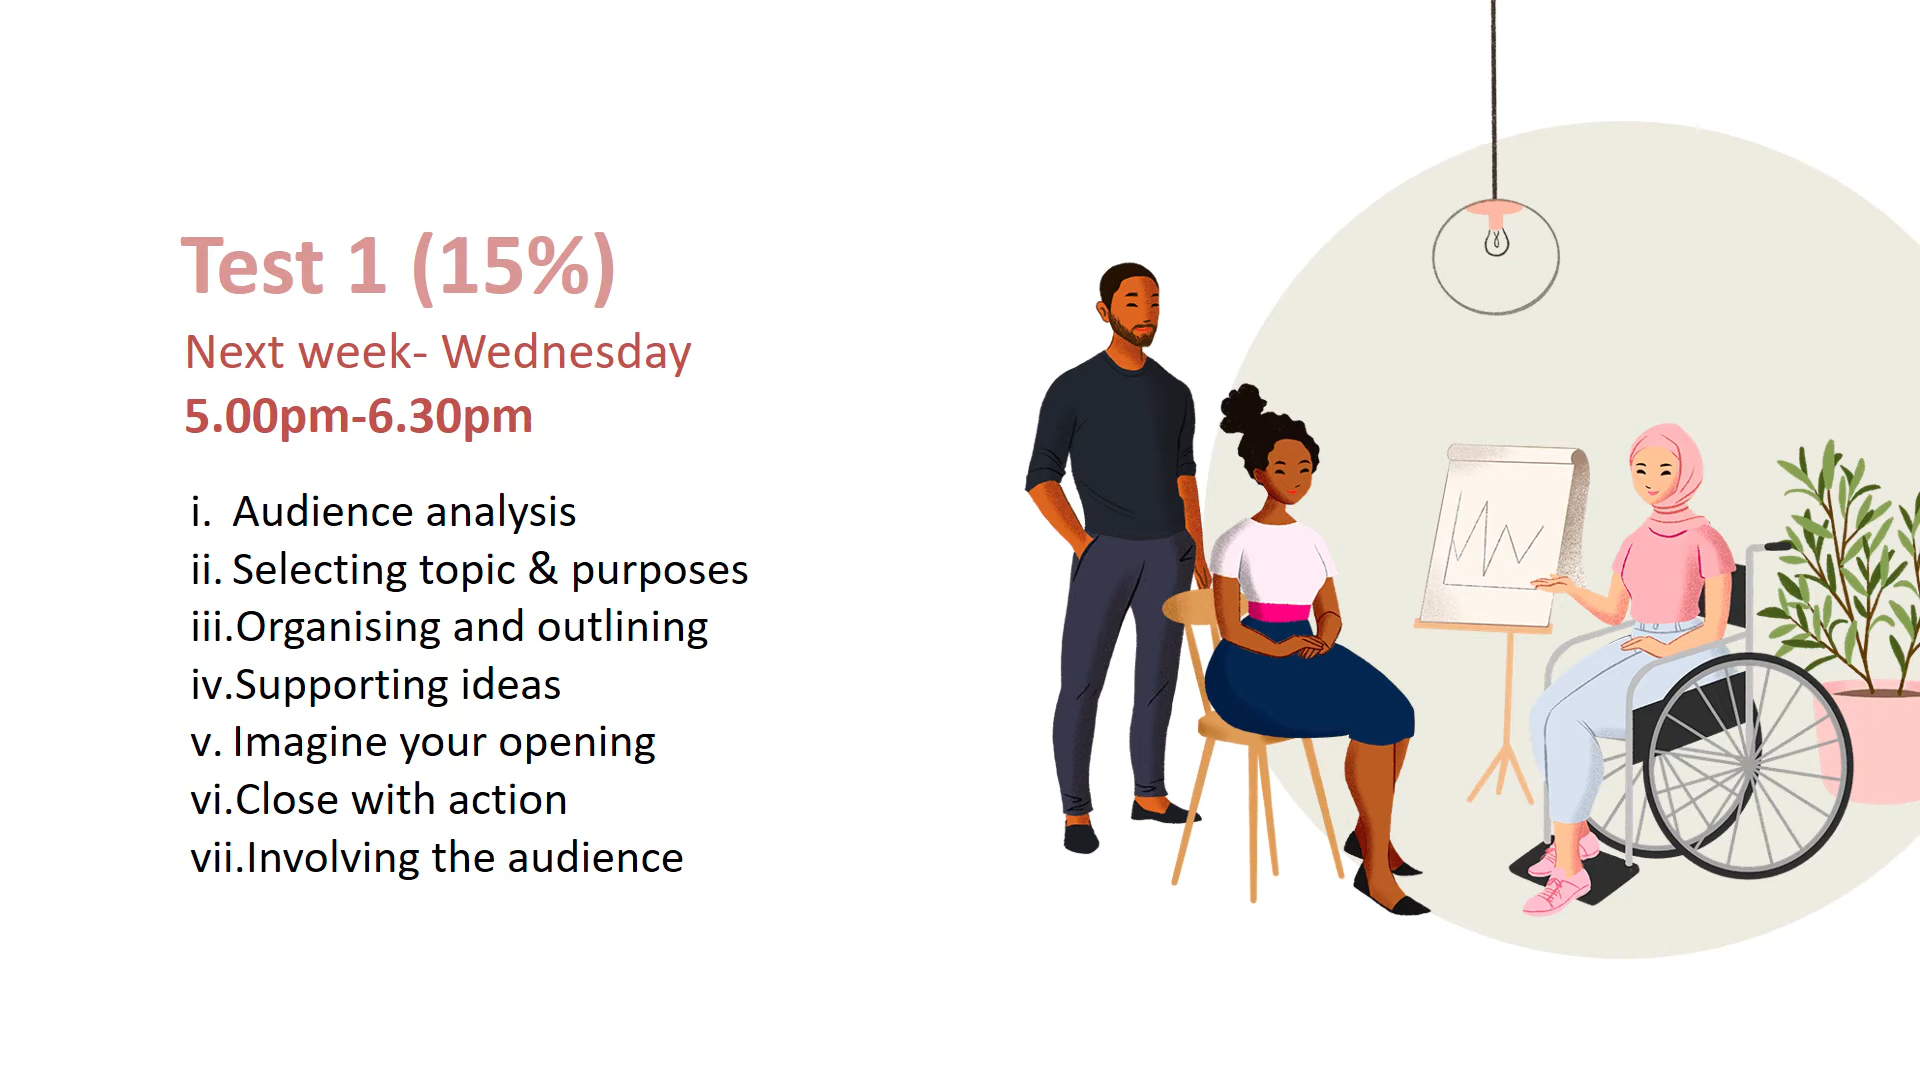 Test 1 (15%)
Next week- Wednesday
5.00pm-6.30pm
i. Audience analysis
ii. Selecting topic & purposes
iii.Organising and outlining
iv.Supporting ideas
v. Imagine your opening
vi.Close with action
vii.Involving the audience